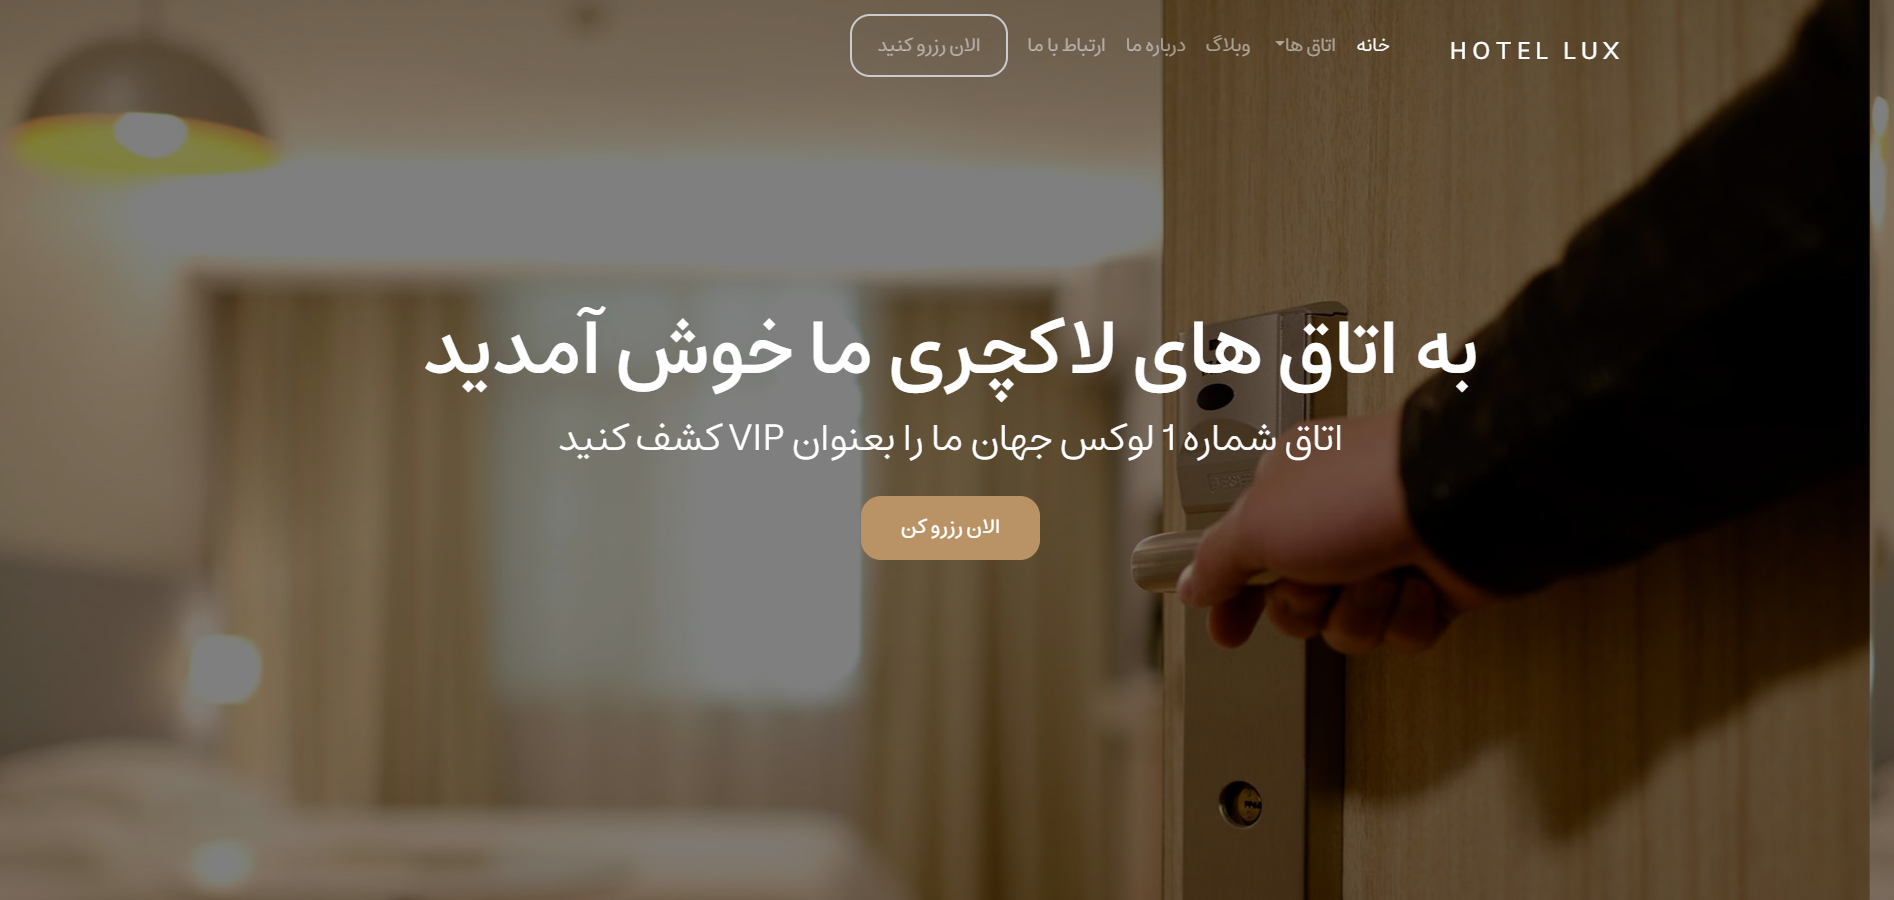 HOTEL LUX
خانه
اتاق ها
وبلاگ
درباره ما
ارتباط با ما
الان رزرو کنید
به اتاق های لاکچری ما خوش آمدید
اتاق شماره 1 لوکس جهان ما را بعنوان VIP کشف کنید
الان رزرو کن